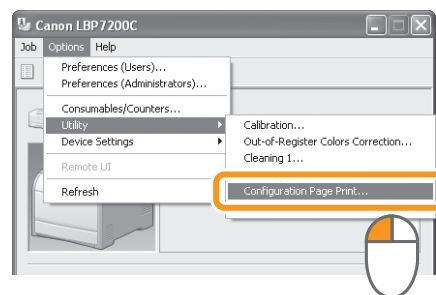 Canon LBP7200C
Job Options Help
Preferences (Users)...
Preferences (Administrators)...
Consumables/Counters...
Utility
Device Settings
Remote UI
Refresh
Calibration...
Out-of-Register Colors Correction...
Cleaning 1...
Configuration Page Print...